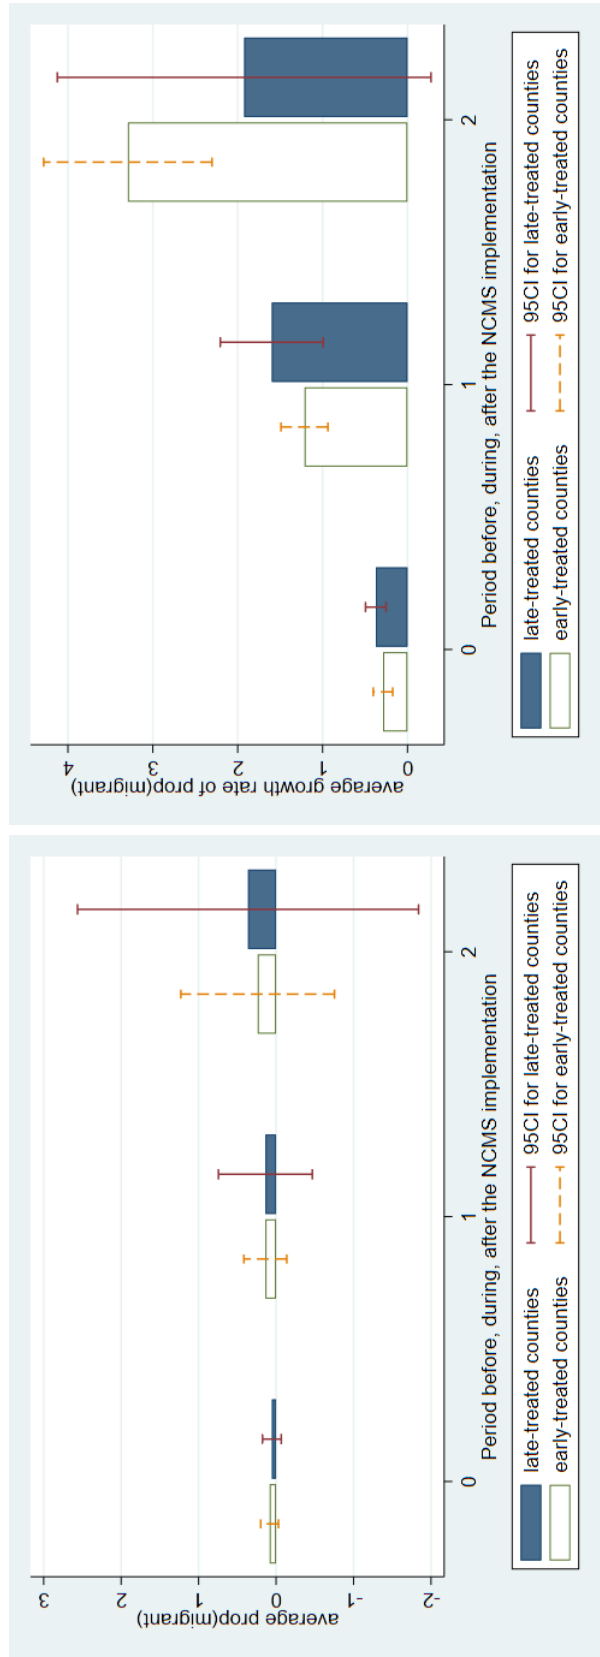 average prop(migrant)
3
2
1
0
-1
-2
0
1
2
Period before, during, after the NCMS implementation
late-treated counties
95CI for late-treated counties
early-treated counties
95CI for early-treated counties
average growth rate of prop(migrant)
4
3
2
1
0
0
1
2
Period before, during, after the NCMS implementation
late-treated counties
95CI for late-treated counties
early-treated counties
95CI for early-treated counties